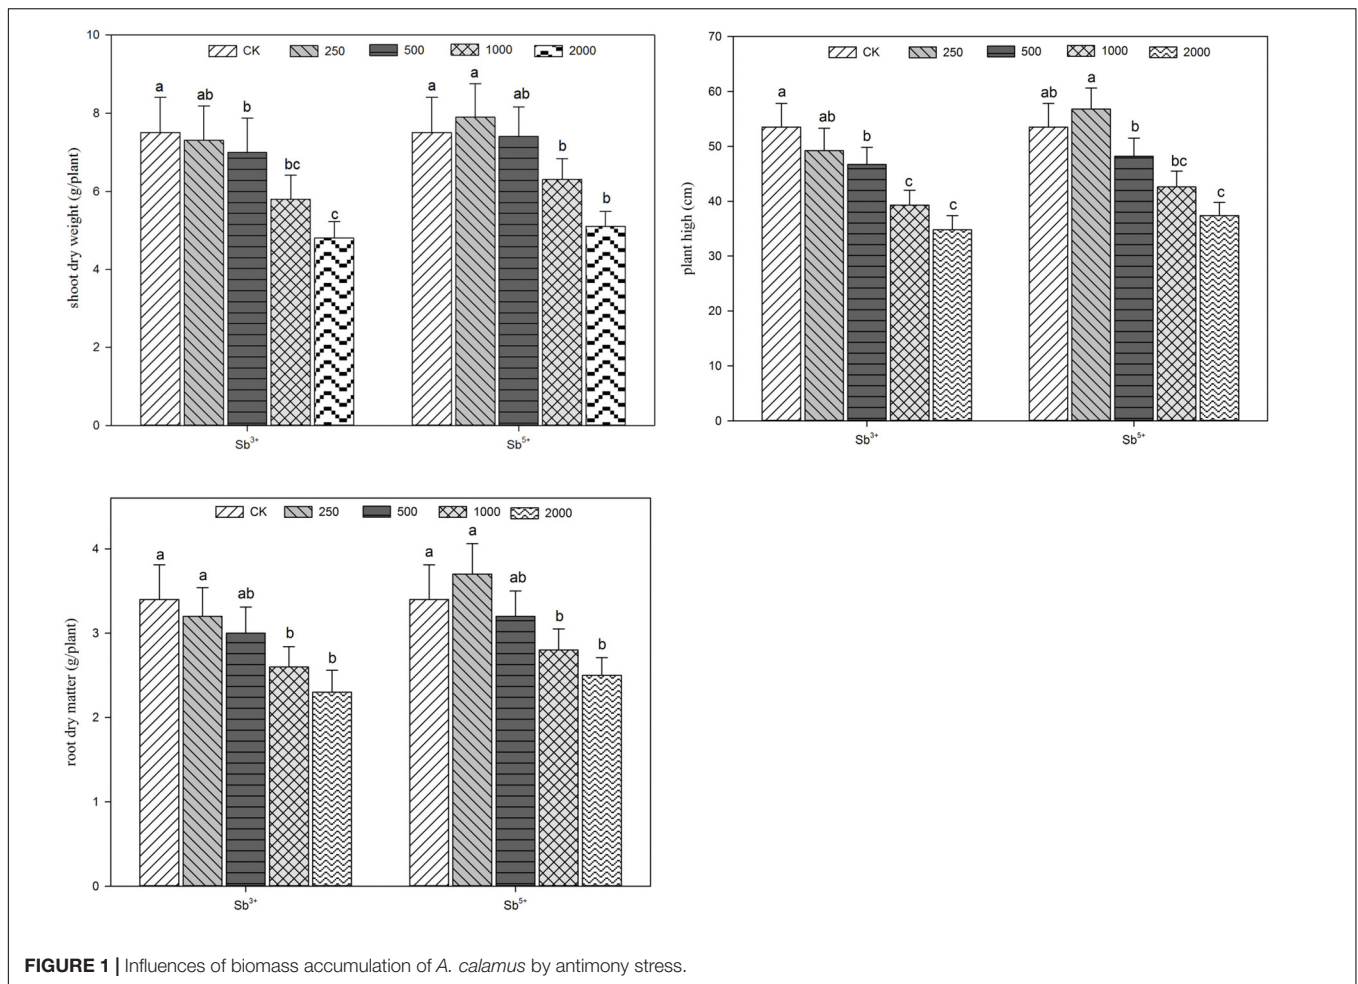 10
CK 250 500 1000 2000
a ab b bc c a a ab b b
8
6
4
2
0
shoot dry weight (g/plant)
Sb³⁺ Sb⁵⁺
70
CK 250 500 1000 2000
a ab b c c ab a b bc c
60
50
40
30
20
10
0
plant high (cm)
Sb³⁺ Sb⁵⁺
CK 250 500 1000 2000
a a ab b b a a ab b b
4
3
2
1
0
root dry matter (g/plant)
Sb³⁺ Sb⁵⁺
FIGURE 1 | Influences of biomass accumulation of A. calamus by antimony stress.